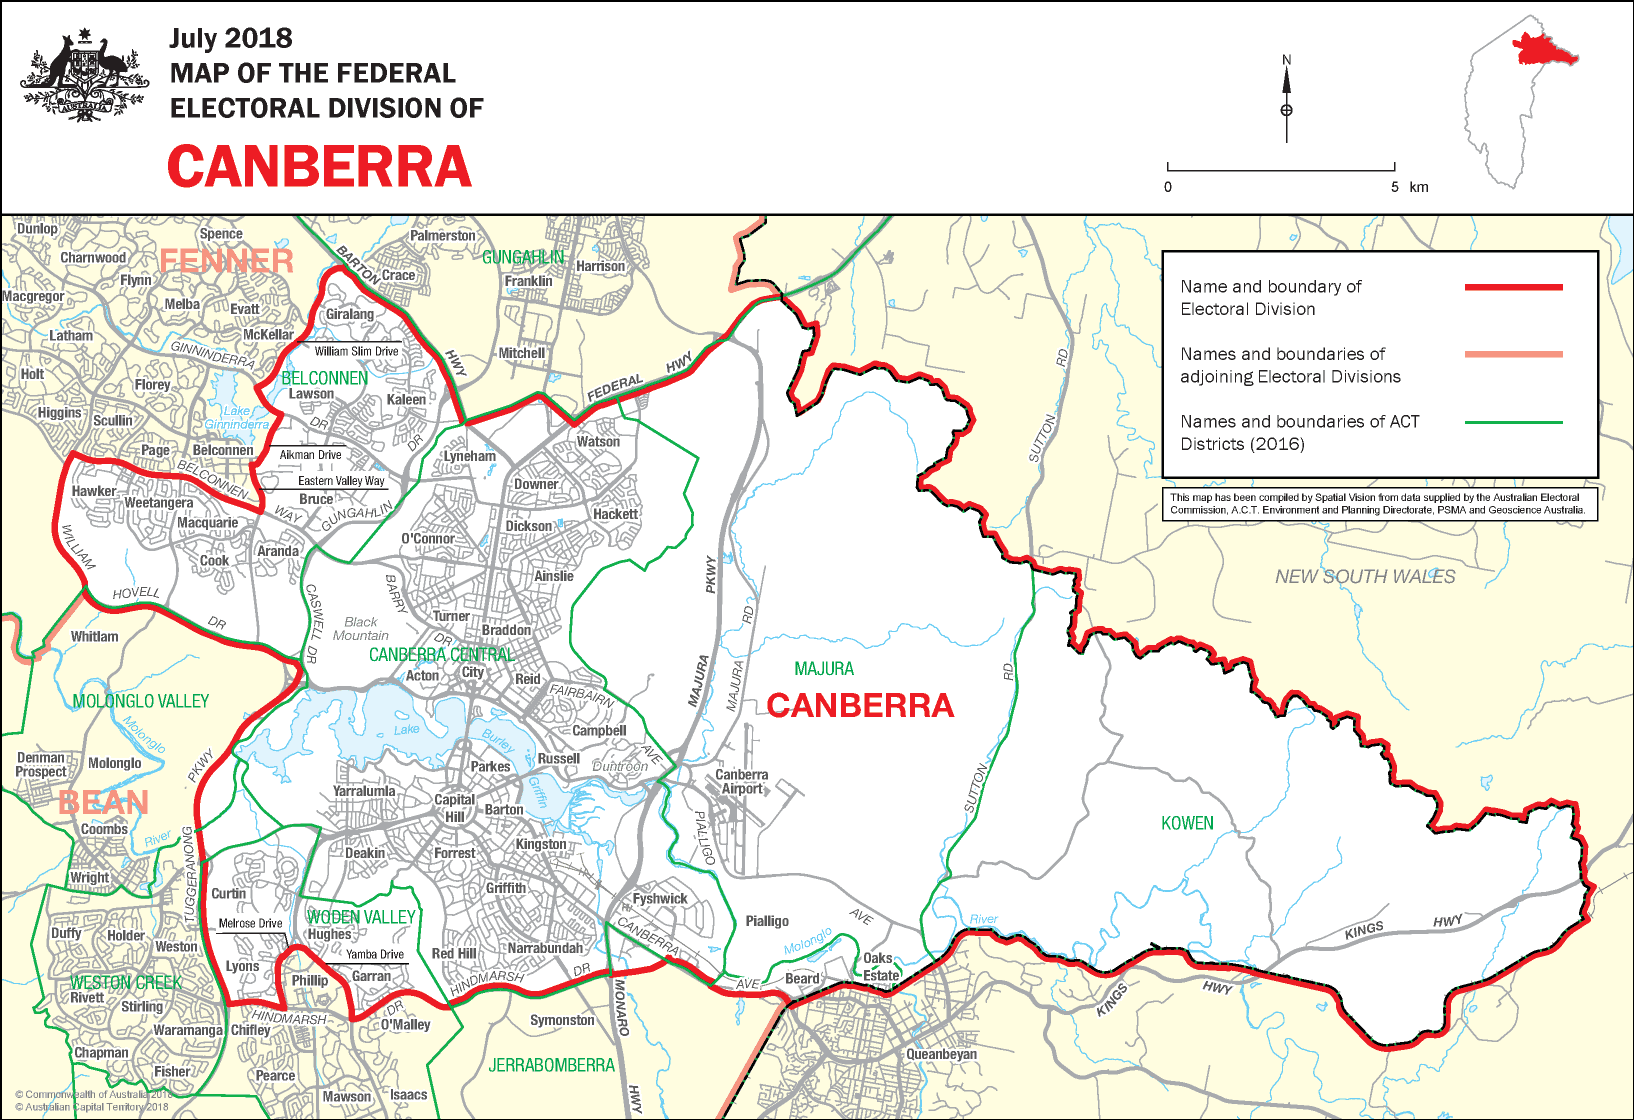 July 2018
MAP OF THE FEDERAL
ELECTORAL DIVISION OF
CANBERRA
AUSTRALIA
N
0 5 km
Name and boundary of
Electoral Division
Names and boundaries of
adjoining Electoral Divisions
Names and boundaries of ACT
Districts (2016)
This map has been compiled by Spatial Vision from data supplied by the Australian Electoral
Commission, A.C.T. Environment and Planning Directorate, PSMA and Geoscience Australia.
Dunlop
Spence
Palmerston
Charnwood
FENNER
BARTON
GUNGAHLIN
Harrison
Flynn
Crace
Franklin
Macgregor
Melba
Evatt
Giralang
Latham
McKellar
GINNINDERRA
William Slim Drive
HWY
Mitchell
Holt
Florey
BELCONNEN
Lawson
Kaleen
FEDERAL
HWY
Higgins
Scullin
Lake
Ginninderra
DR
DR
Page
Belconnen
Aikman Drive
Lyneham
Watson
SUTTON
RD
BELCONNEN
Eastern Valley Way
Hawker
Weetangera
Bruce
Downer
Macquarie
WAY
GUNGAHLIN
Dickson
Hackett
WILLIAM
Cook
Aranda
O'Connor
Ainslie
PKWY
NEW SOUTH WALES
HOVELL
DR
CASWELL DR
BARRY
DR
Black
Mountain
Turner
Braddon
RD
Whitlam
CANBERRA CENTRAL
Acton
City
Reid
MAJURA
MAJURA
MAJURA
RD
MOLONGLO VALLEY
FAIRBAIRN
AVE
CANBERRA
Molonglo
Lake
Burley
Griffin
Campbell
Denman
Prospect
Molonglo
PKWY
Parkes
Russell
Duntroon
Canberra
Airport
SUTTON
BEAN
Yarralumla
Capital
Hill
Barton
KOWEN
Coombs
River
TUGGERANONG
Deakin
Forrest
Kingston
PIALLIGO
Wright
Curtin
Griffith
Fyshwick
AVE
Duffy
Holder
Weston
Melrose Drive
WODEN VALLEY
Hughes
Pialligo
River
KINGS
HWY
Lyons
Yamba Drive
Red Hill
Narrabundah
CANBERRA
AVE
Molonglo
Oaks
Estate
Beard
WESTON CREEK
Rivett
Stirling
Phillip
Garran
HINDMARSH
DR
KINGS
HWY
Waramanga
Chifley
HINDMARSH
DR
O'Malley
Symonston
MONARO
HWY
Chapman
Fisher
Pearce
JERRABOMBERRA
Queanbeyan
Mawson
Isaacs
© Commonwealth of Australia 2018
© Australian Capital Territory 2018